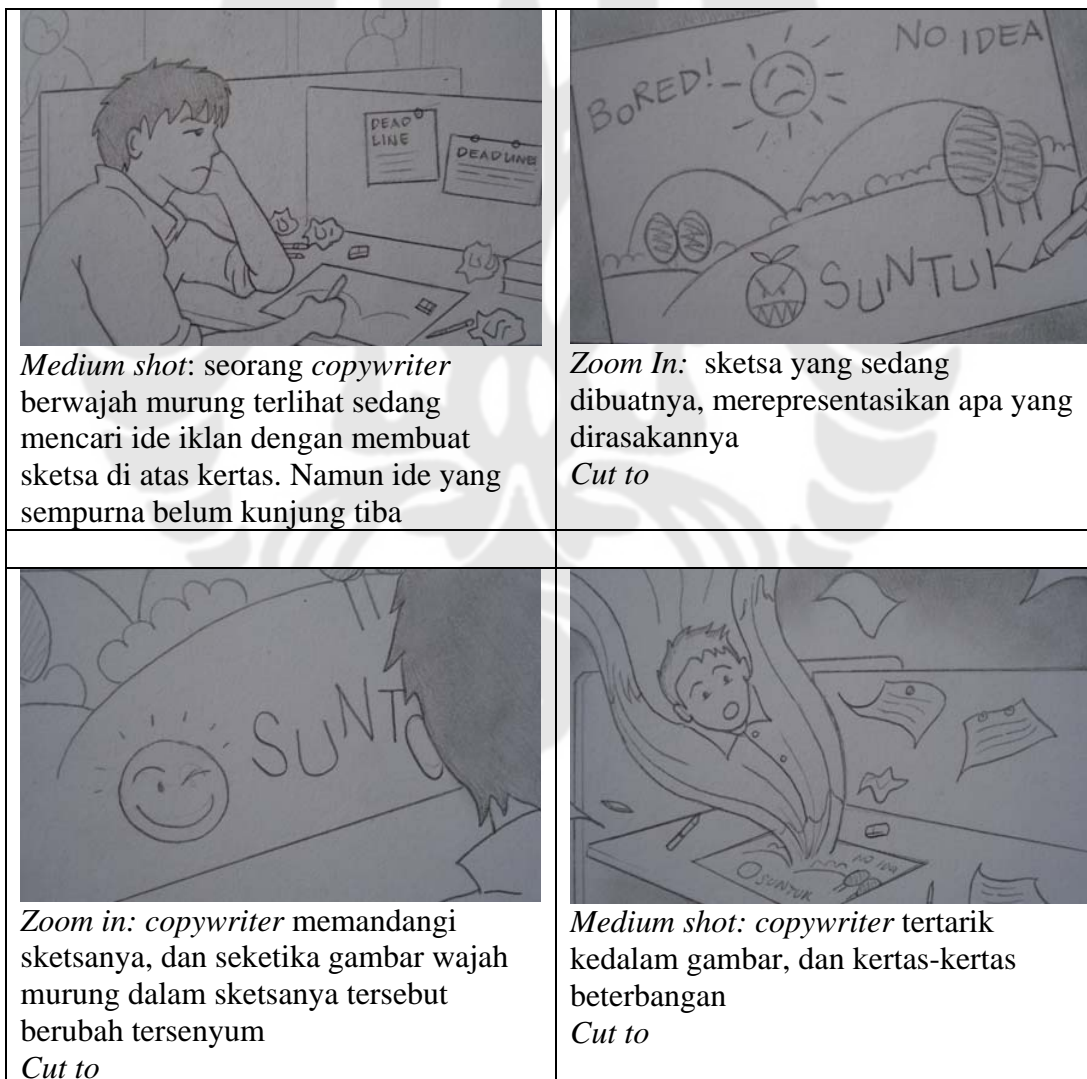 DEAD
LINE
DEADLINE
BORED!
NO IDEA
SUNTUK
Medium shot: seorang copywriter
berwajah murung terlihat sedang
mencari ide iklan dengan membuat
sketsa di atas kertas. Namun ide yang
sempurna belum kunjung tiba
Zoom In: sketsa yang sedang
dibuatnya, merepresentasikan apa yang
dirasakannya
Cut to
SUNTU
NO IDEA
SUNTUK
Zoom in: copywriter memandangi
sketsanya, dan seketika gambar wajah
murung dalam sketsanya tersebut
berubah tersenyum
Cut to
Medium shot: copywriter tertarik
kedalam gambar, dan kertas-kertas
beterbangan
Cut to